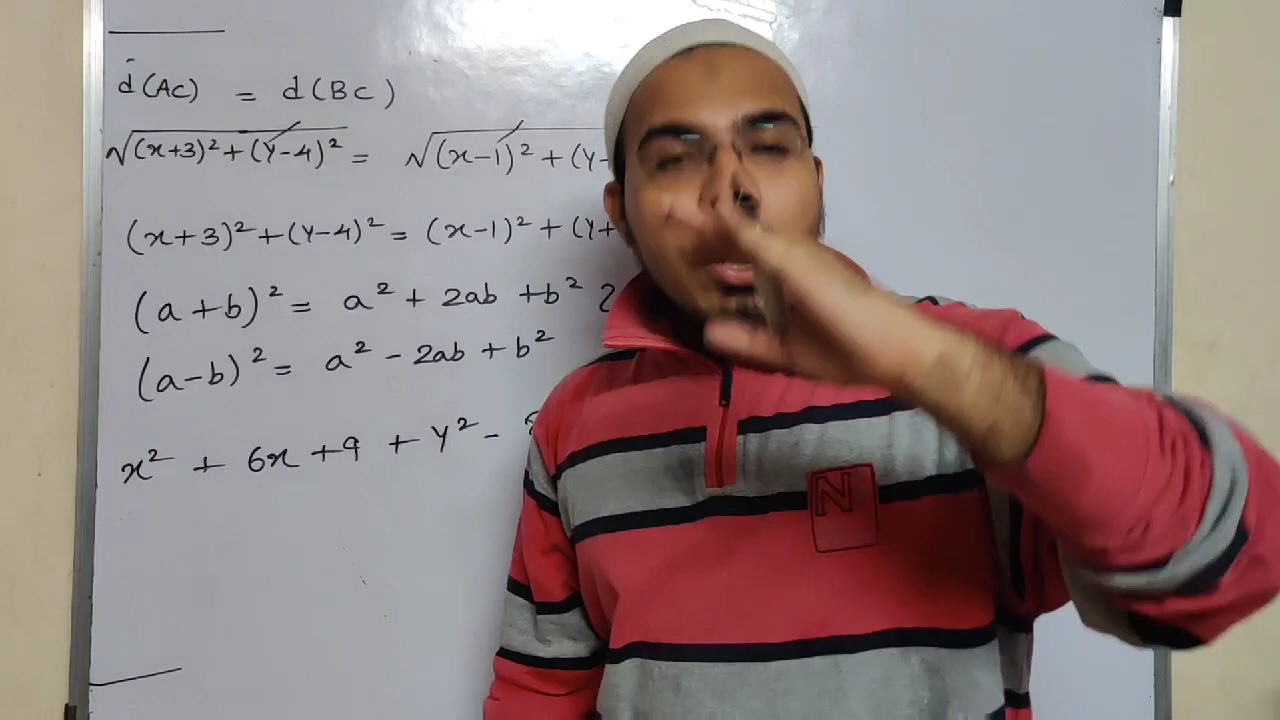 d(AC) = d(BC)
√(x+3)² + (Y-4)² = √(x-1)² + (Y-
(x+3)² + (Y-4)² = (x-1)² + (Y+
(a+b)² = a² + 2ab + b²
(a-b)² = a² - 2ab + b²
x² + 6x + 9 + Y² -
N